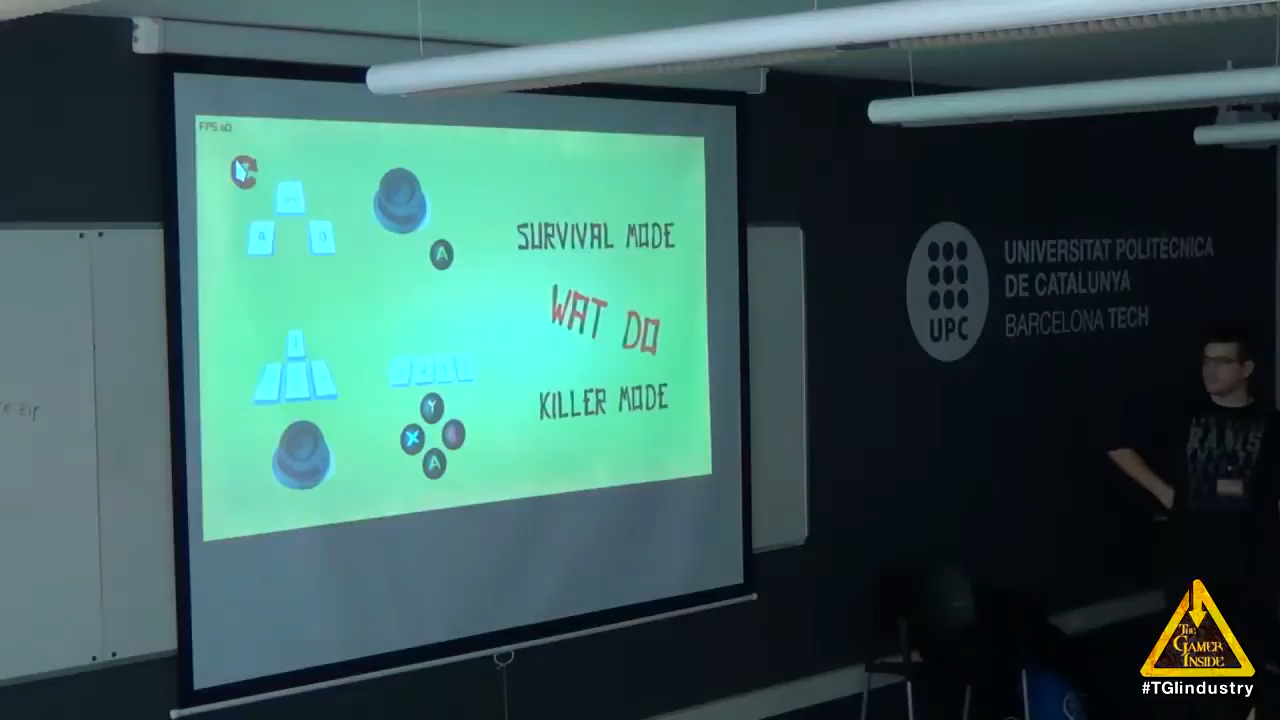 FPS:60
W
A
D
A
SURVIVAL MODE
WAT DO
KILLER MODE
Y
X
A
UNIVERSITAT POLITÈCNICA
DE CATALUNYA
BARCELONA TECH
UPC
RAMS
THE
GAMER
INSIDE
#TGIindustry